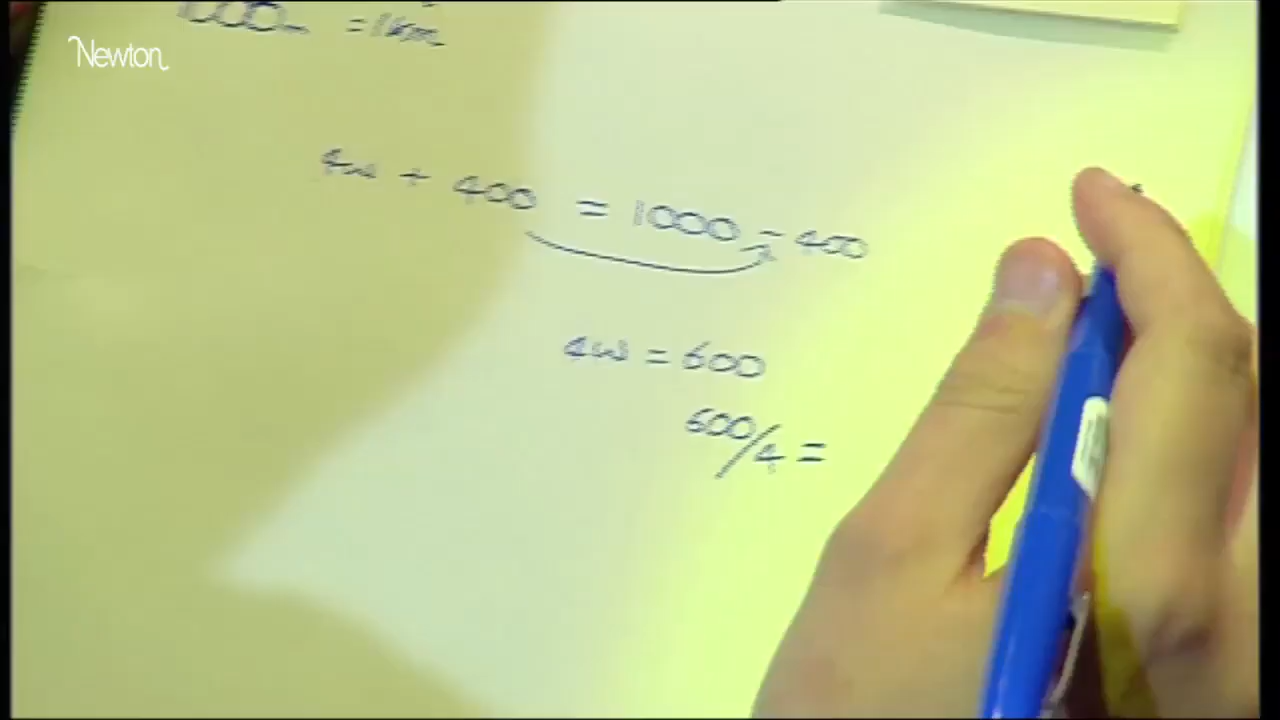 1000m = 1km
Newton
4w + 400 = 1000 - 400
4w = 600
600/4 =